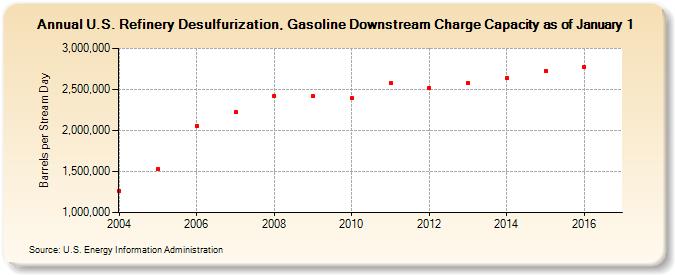 Annual U.S. Refinery Desulfurization, Gasoline Downstream Charge Capacity as of January 1
Barrels per Stream Day
3,000,000
2,500,000
2,000,000
1,500,000
1,000,000
2004 2006 2008 2010 2012 2014 2016
Source: U.S. Energy Information Administration